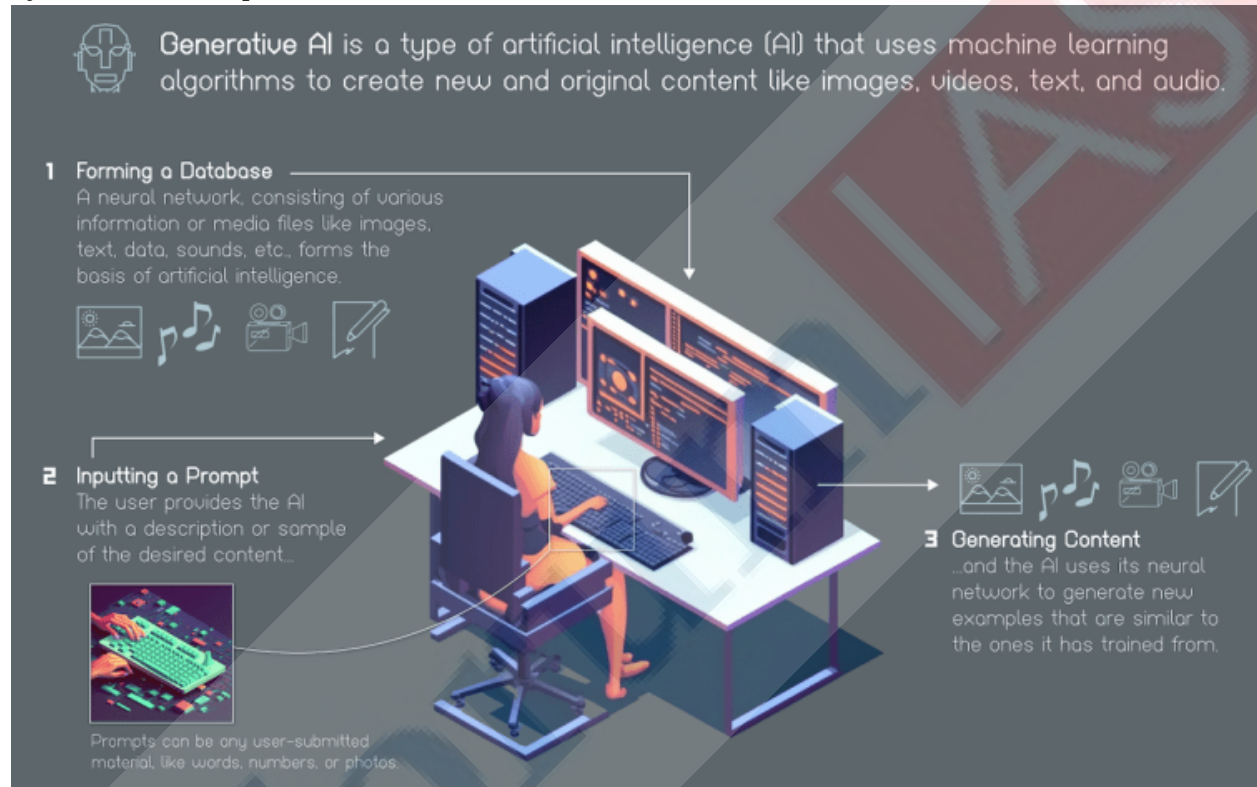 Generative AI is a type of artificial intelligence (AI) that uses machine learning
algorithms to create new and original content like images, videos, text, and audio.
1 Forming a Database
A neural network, consisting of various
information or media files like images,
text, data, sounds, etc., forms the
basis of artificial intelligence.
2 Inputting a Prompt
The user provides the AI
with a description or sample
of the desired content...
Prompts can be any user-submitted
material, like words, numbers, or photos.
3 Generating Content
...and the AI uses its neural
network to generate new
examples that are similar to
the ones it has trained from.
IAS